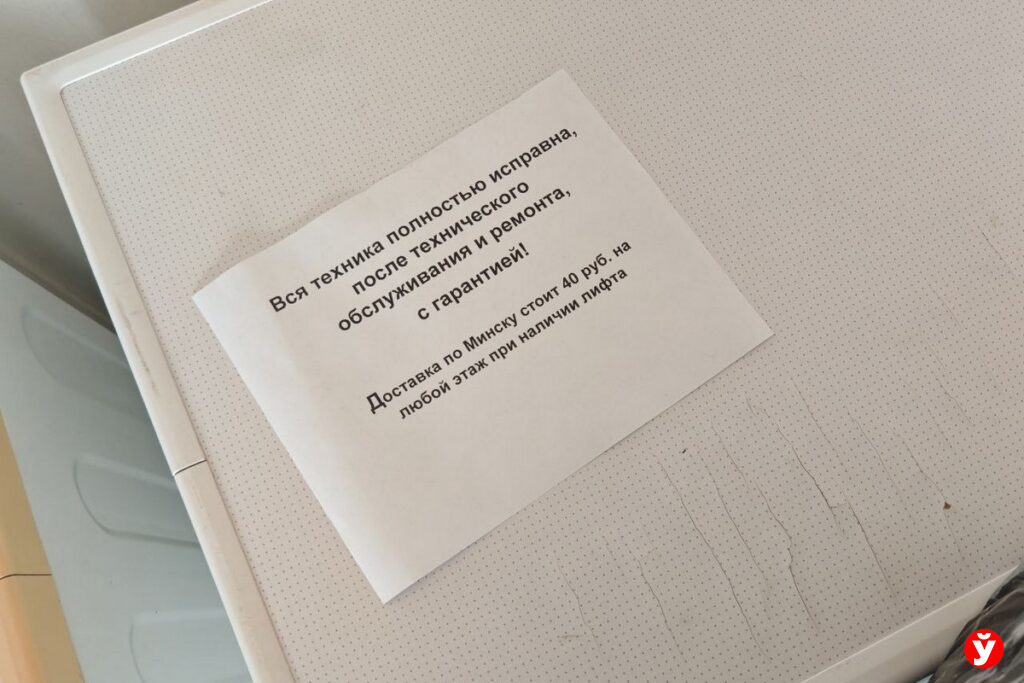 Вся техника полностью исправна,
после технического
обслуживания и ремонта,
с гарантией!
Доставка по Минску стоит 40 руб. на
любой этаж при наличии лифта
Ў